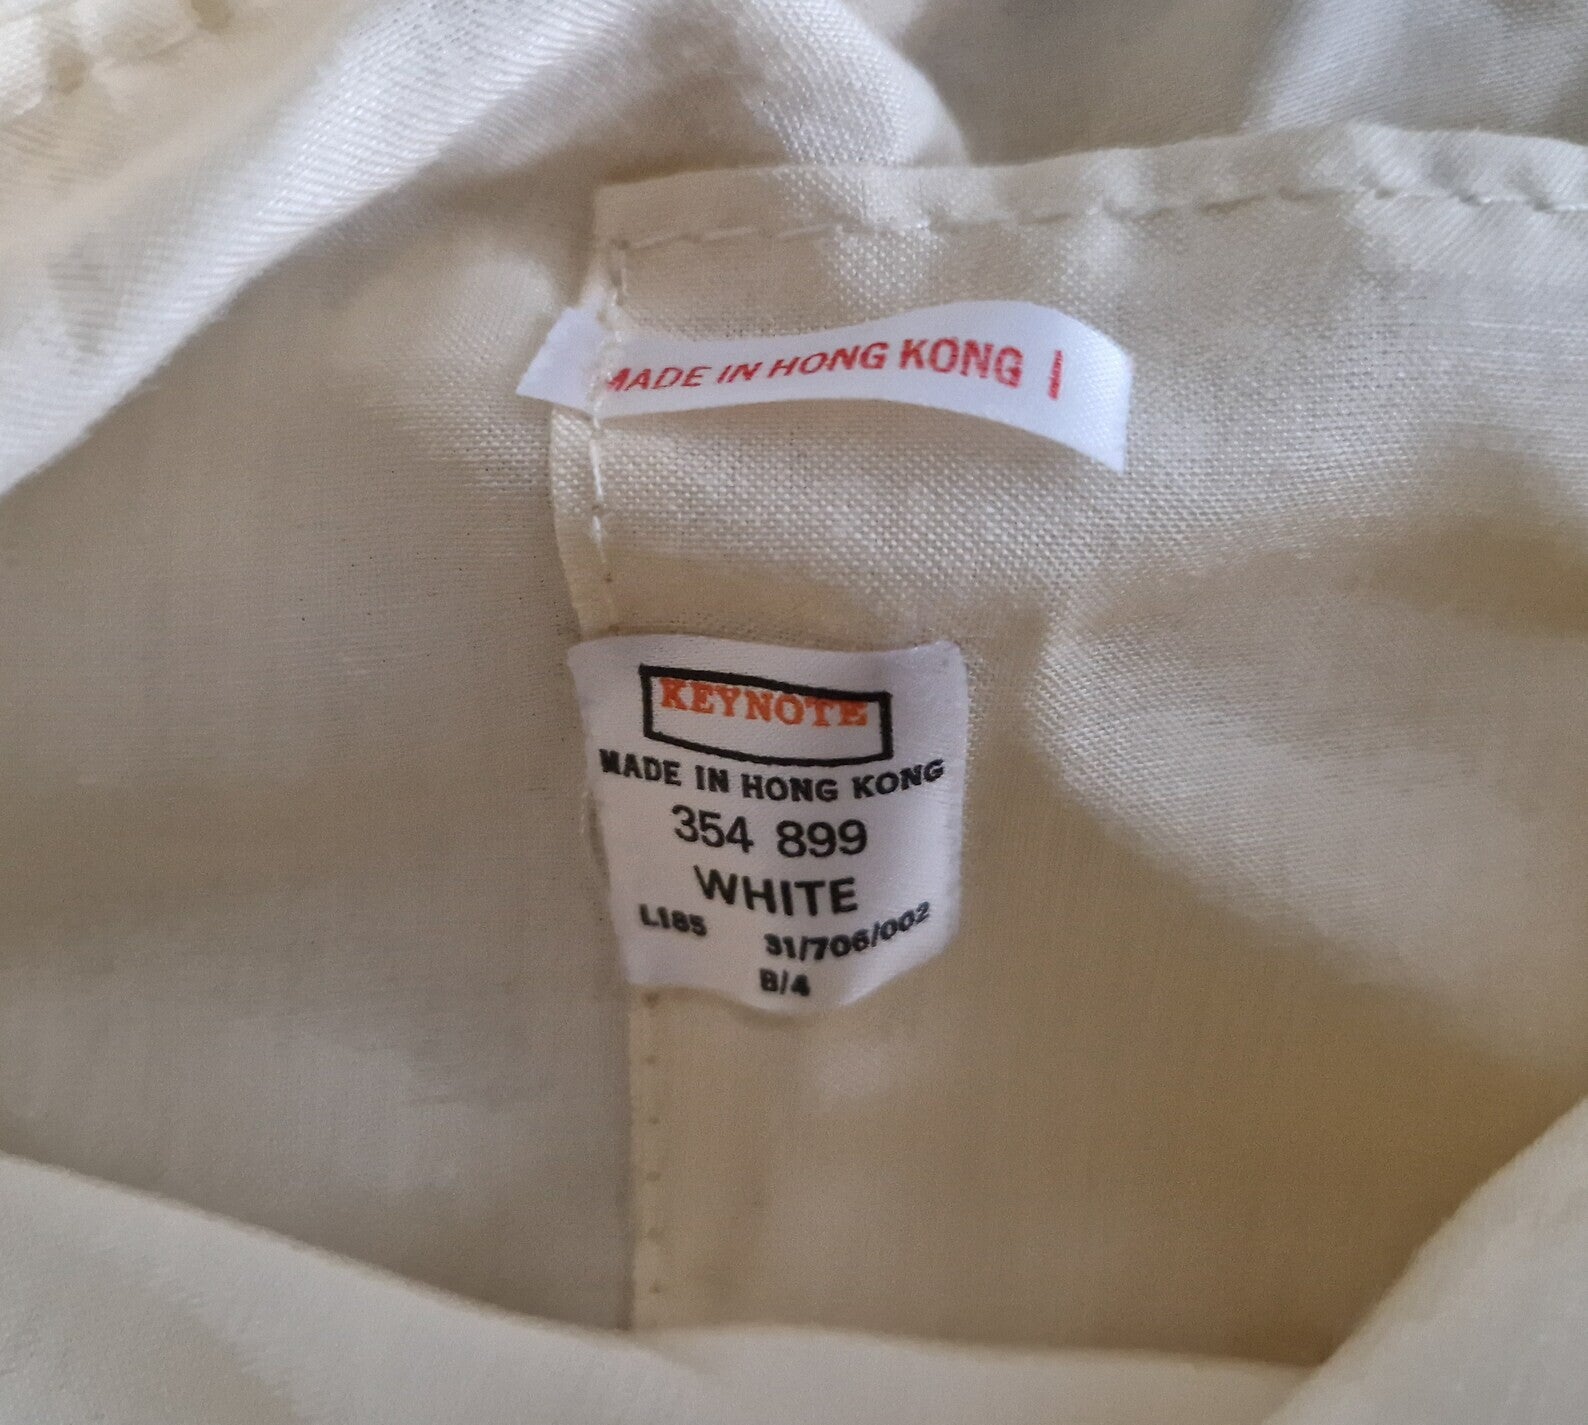 MADE IN HONG KONG
KEYNOTE
MADE IN HONG KONG
354 899
WHITE
L185 31/706/002
B/4